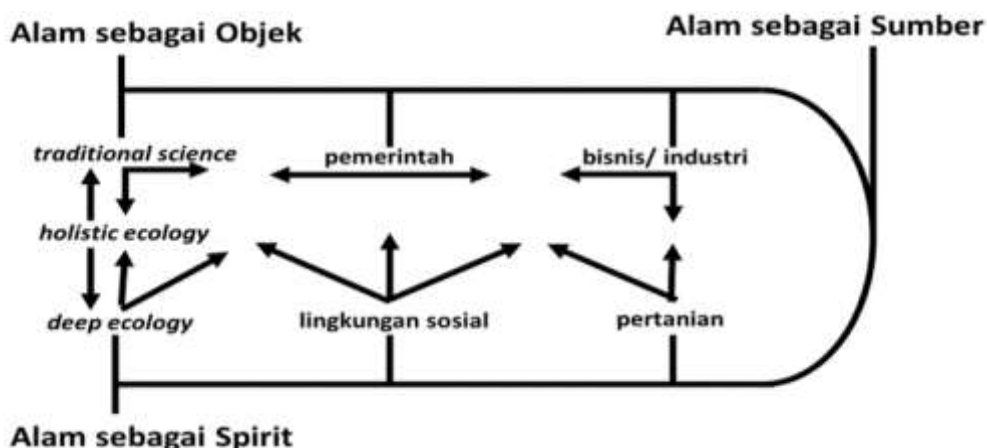 Alam sebagai Objek
Alam sebagai Sumber
traditional science
pemerintah
bisnis/ industri
holistic ecology
deep ecology
lingkungan sosial
pertanian
Alam sebagai Spirit